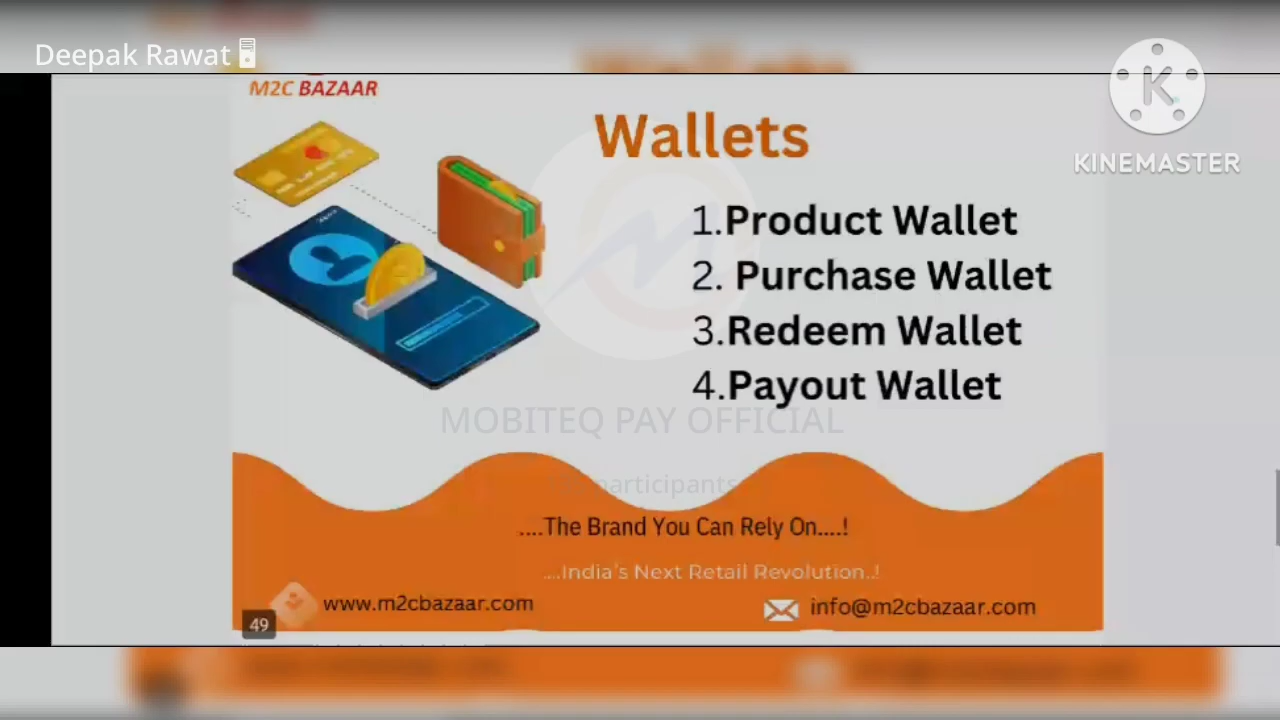 Deepak Rawat
KINEMASTER
M2C BAZAAR
Wallets
1.Product Wallet
2. Purchase Wallet
3.Redeem Wallet
4.Payout Wallet
MOBITEQ PAY OFFICIAL
participants
....The Brand You Can Rely On....!
....India's Next Retail Revolution..!
www.m2cbazaar.com
info@m2cbazaar.com
49